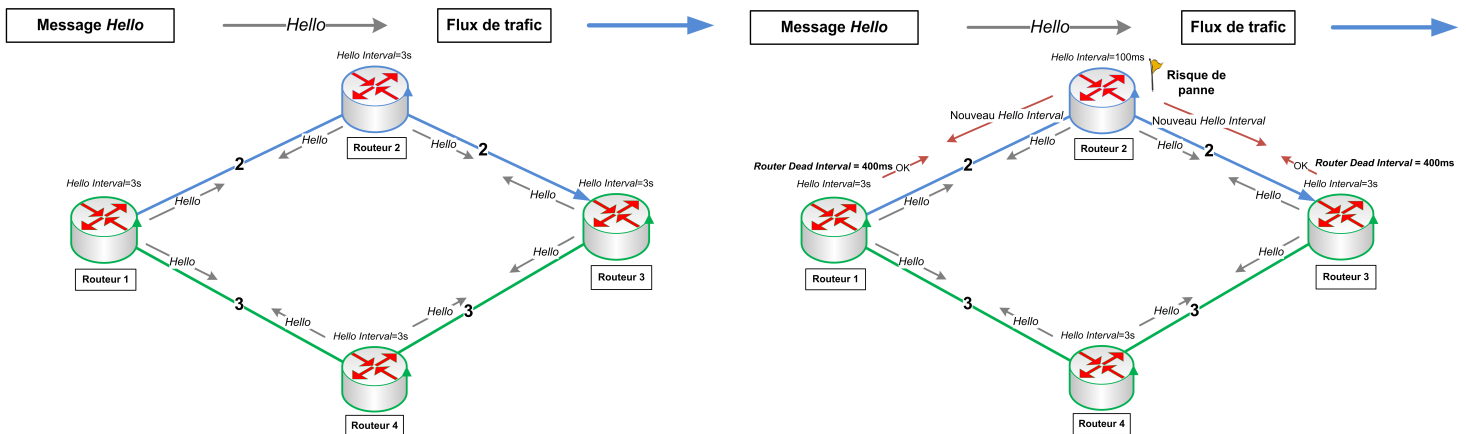 Message Hello
Hello
Flux de trafic
Hello Interval=3s
Routeur 2
Hello
Hello
2
2
Hello Interval=3s
Hello
Routeur 1
Hello Interval=3s
Hello
Routeur 3
Hello
Hello
3
3
Hello
Hello
Hello Interval=3s
Routeur 4
Message Hello
Hello
Flux de trafic
Hello Interval=100ms
Risque de
panne
Nouveau Hello Interval
Nouveau Hello Interval
Hello
Hello
Routeur 2
2
2
Router Dead Interval = 400ms
OK
OK
Router Dead Interval = 400ms
Hello Interval=3s
Hello
Routeur 1
Hello Interval=3s
Hello
Routeur 3
Hello
Hello
3
3
Hello
Hello
Hello Interval=3s
Routeur 4